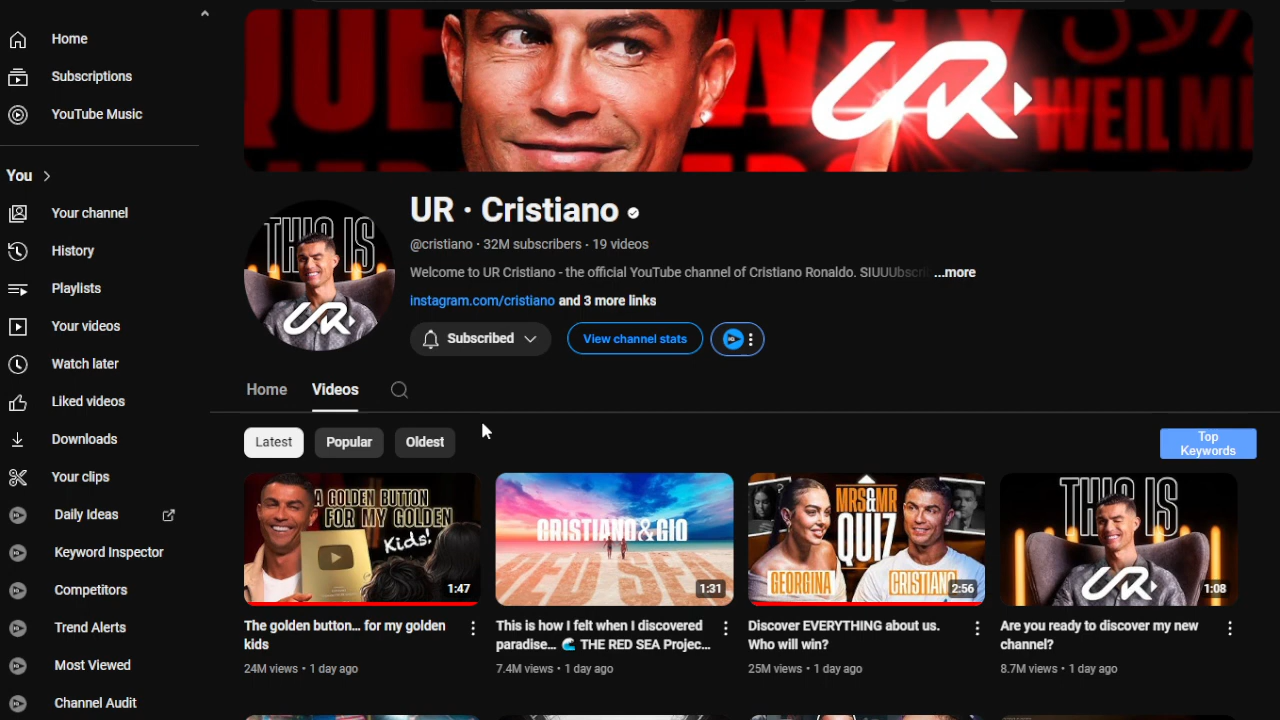 Home
Subscriptions
YouTube Music
You
Your channel
History
Playlists
Your videos
Watch later
Liked videos
Downloads
Your clips
Daily Ideas
Keyword Inspector
Competitors
Trend Alerts
Most Viewed
Channel Audit
UR
WEIL M
UR · Cristiano
@cristiano · 32M subscribers · 19 videos
Welcome to UR Cristiano - the official YouTube channel of Cristiano Ronaldo. SIUUUbscri ...more
instagram.com/cristiano and 3 more links
Subscribed
View channel stats
THIS IS
UR
Home Videos
Latest Popular Oldest
Top
Keywords
A GOLDEN BUTTON
FOR MY GOLDEN
Kids!
1:47
CRISTIANO&GIO
RED SEA
1:31
MRS&MR
QUIZ
GEORGINA
CRISTIANO
2:56
THIS IS
UR
1:08
The golden button... for my golden
kids
24M views • 1 day ago
This is how I felt when I discovered
paradise... 🌊 THE RED SEA Projec...
7.4M views • 1 day ago
Discover EVERYTHING about us.
Who will win?
25M views • 1 day ago
Are you ready to discover my new
channel?
8.7M views • 1 day ago